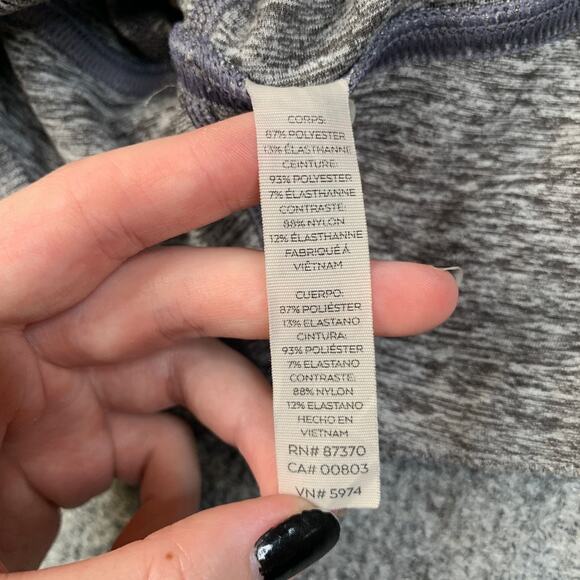 CORPS:
87% POLYESTER
13% ÉLASTHANNE
CEINTURE:
93% POLYESTER
7% ÉLASTHANNE
CONTRASTE:
88% NYLON
12% ÉLASTHANNE
FABRIQUÉ À
VIÊTNAM
CUERPO:
87% POLIÉSTER
13% ELASTANO
CINTURA:
93% POLIÉSTER
7% ELASTANO
CONTRASTE:
88% NYLON
12% ELASTANO
HECHO EN
VIETNAM
RN# 87370
CA# 00803
VN# 5974